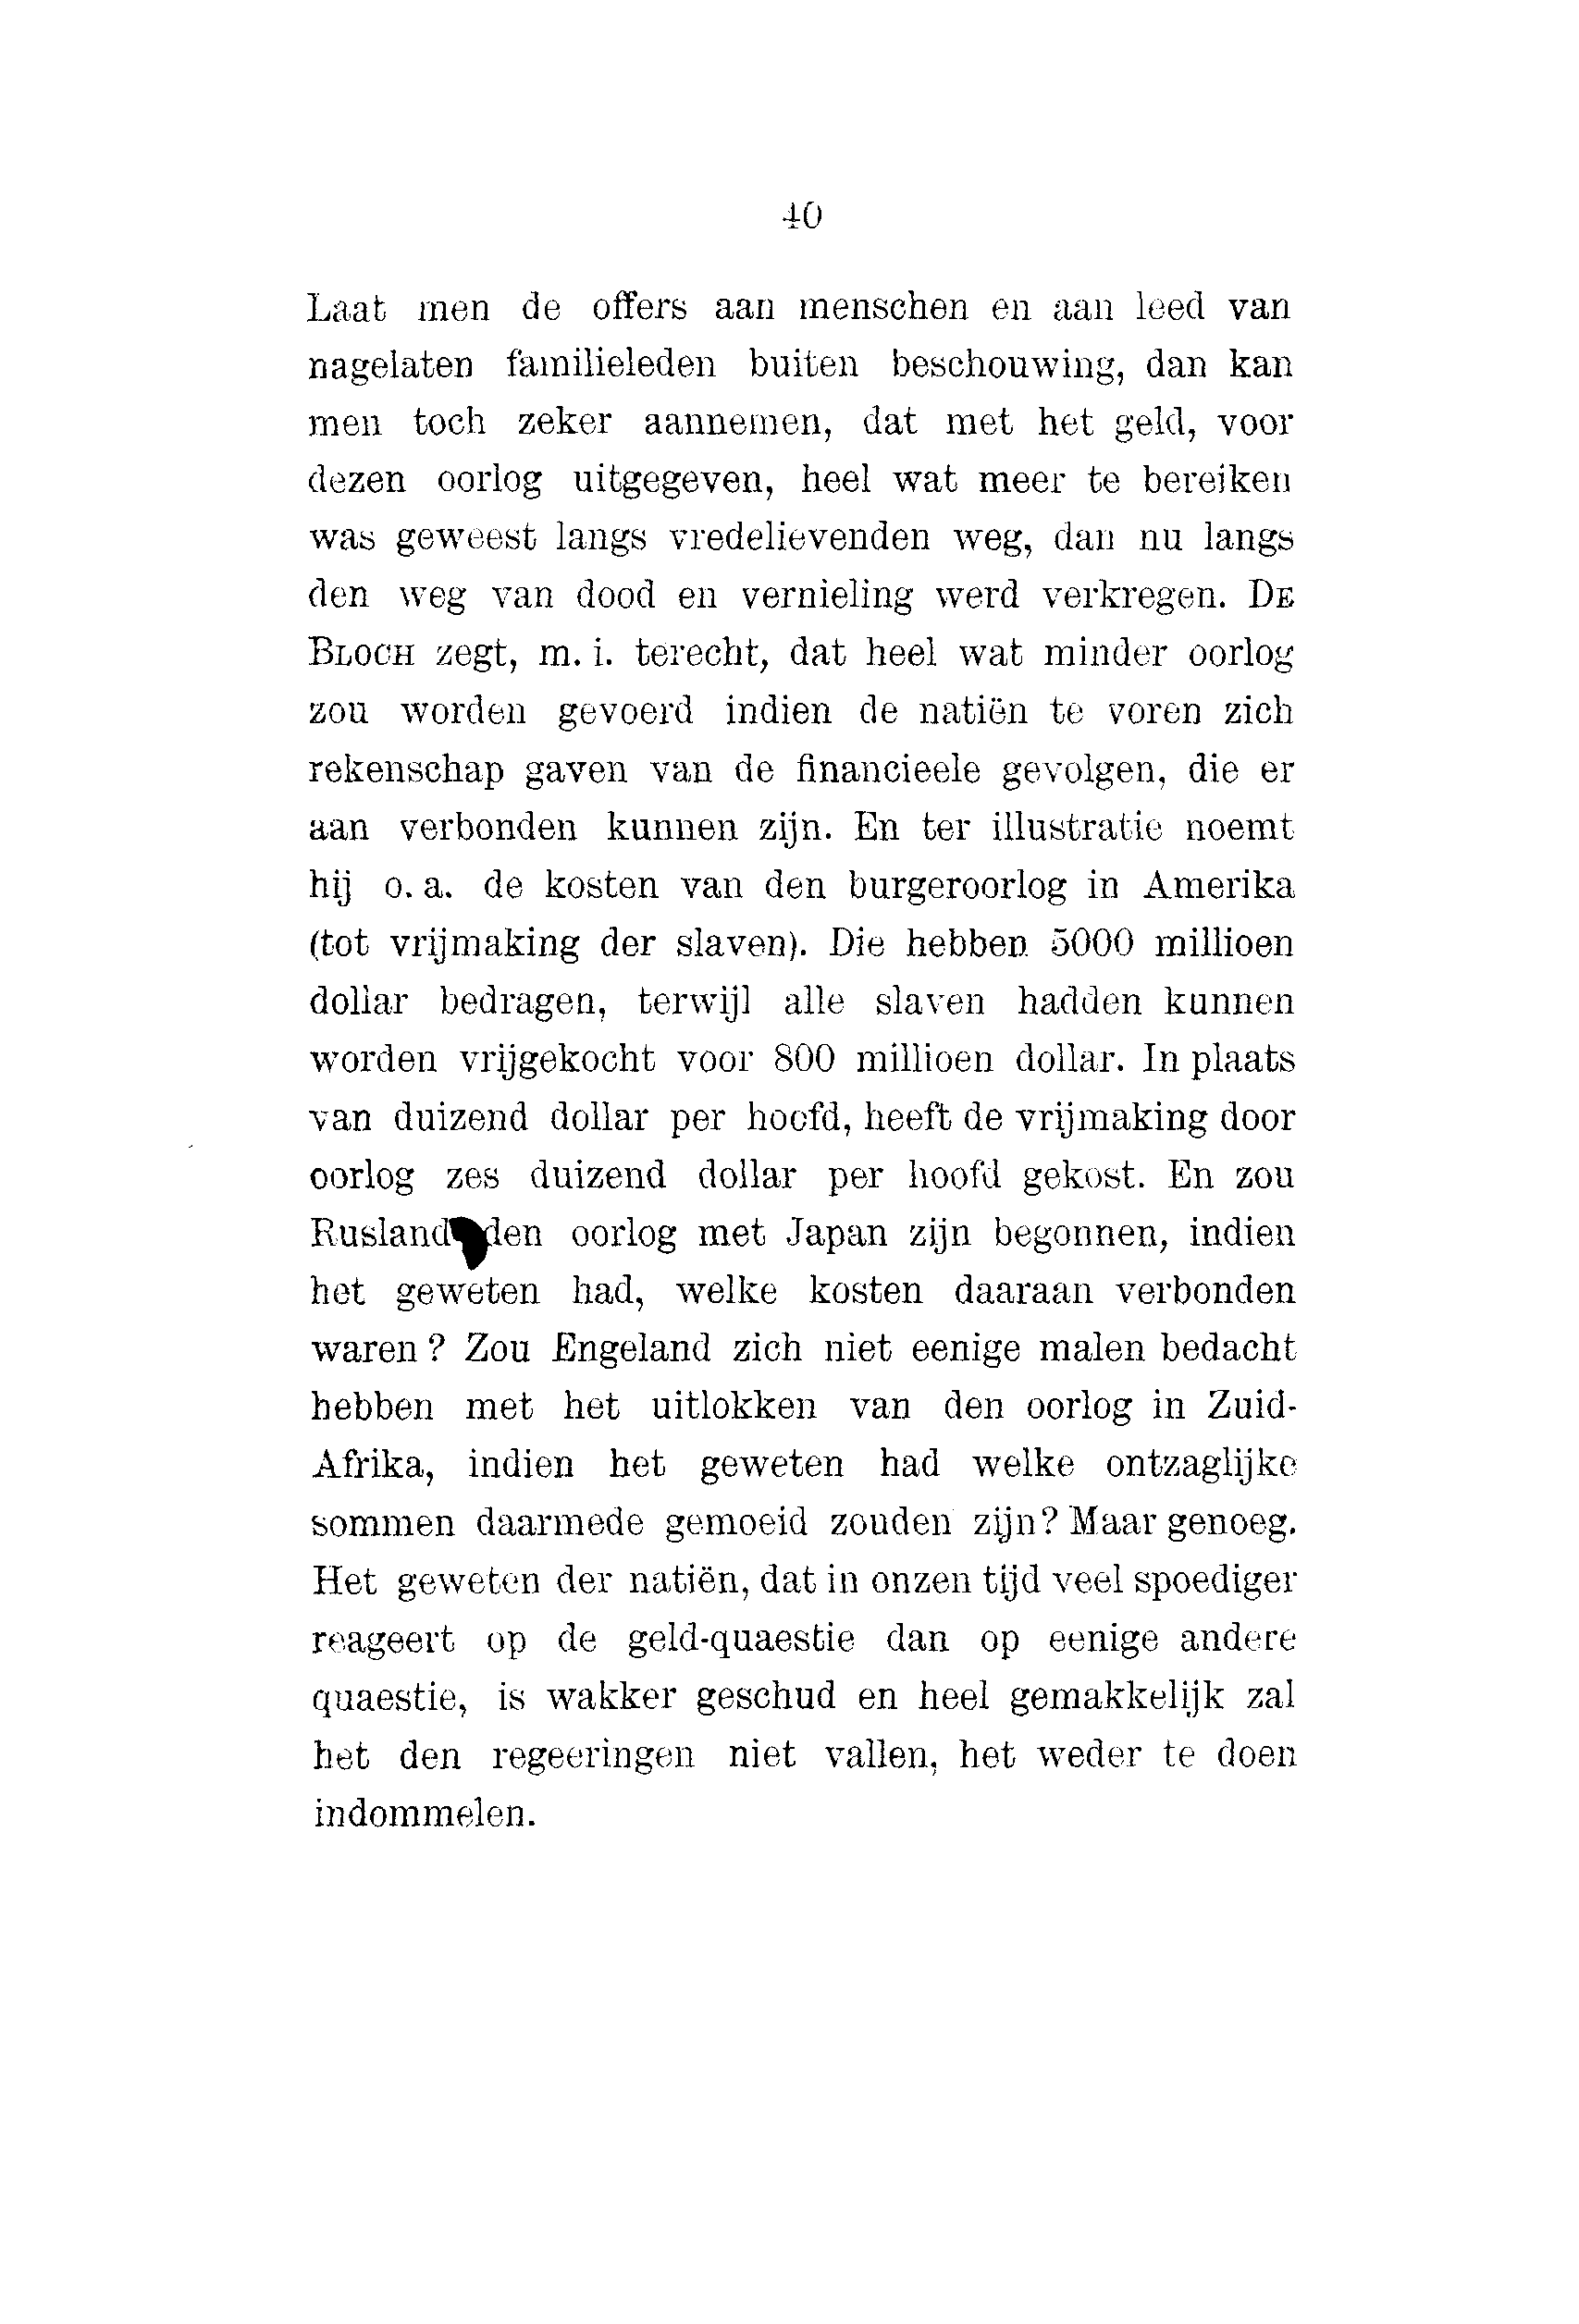 40
Laat men de offers aan menschen en aan leed van
nagelaten familieleden buiten beschouwing, dan kan
men toch zeker aannemen, dat met het geld, voor
dezen oorlog uitgegeven, heel wat meer te bereiken
was geweest langs vredelievenden weg, dan nu langs
den weg van dood en vernieling werd verkregen. De
Bloch zegt, m. i. terecht, dat heel wat minder oorlog
zou worden gevoerd indien de natiën te voren zich
rekenschap gaven van de financieele gevolgen, die er
aan verbonden kunnen zijn. En ter illustratie noemt
hij o. a. de kosten van den burgeroorlog in Amerika
(tot vrijmaking der slaven). Die hebben 5000 millioen
dollar bedragen, terwijl alle slaven hadden kunnen
worden vrijgekocht voor 800 millioen dollar. In plaats
van duizend dollar per hoofd, heeft de vrijmaking door
oorlog zes duizend dollar per hoofd gekost. En zou
Rusland den oorlog met Japan zijn begonnen, indien
het geweten had, welke kosten daaraan verbonden
waren? Zou Engeland zich niet eenige malen bedacht
hebben met het uitlokken van den oorlog in Zuid-
Afrika, indien het geweten had welke ontzaglijke
sommen daarmede gemoeid zouden zijn? Maar genoeg.
Het geweten der natiën, dat in onzen tijd veel spoediger
reageert op de geld-quaestie dan op eenige andere
quaestie, is wakker geschud en heel gemakkelijk zal
het den regeeringen niet vallen, het weder te doen
indommelen.